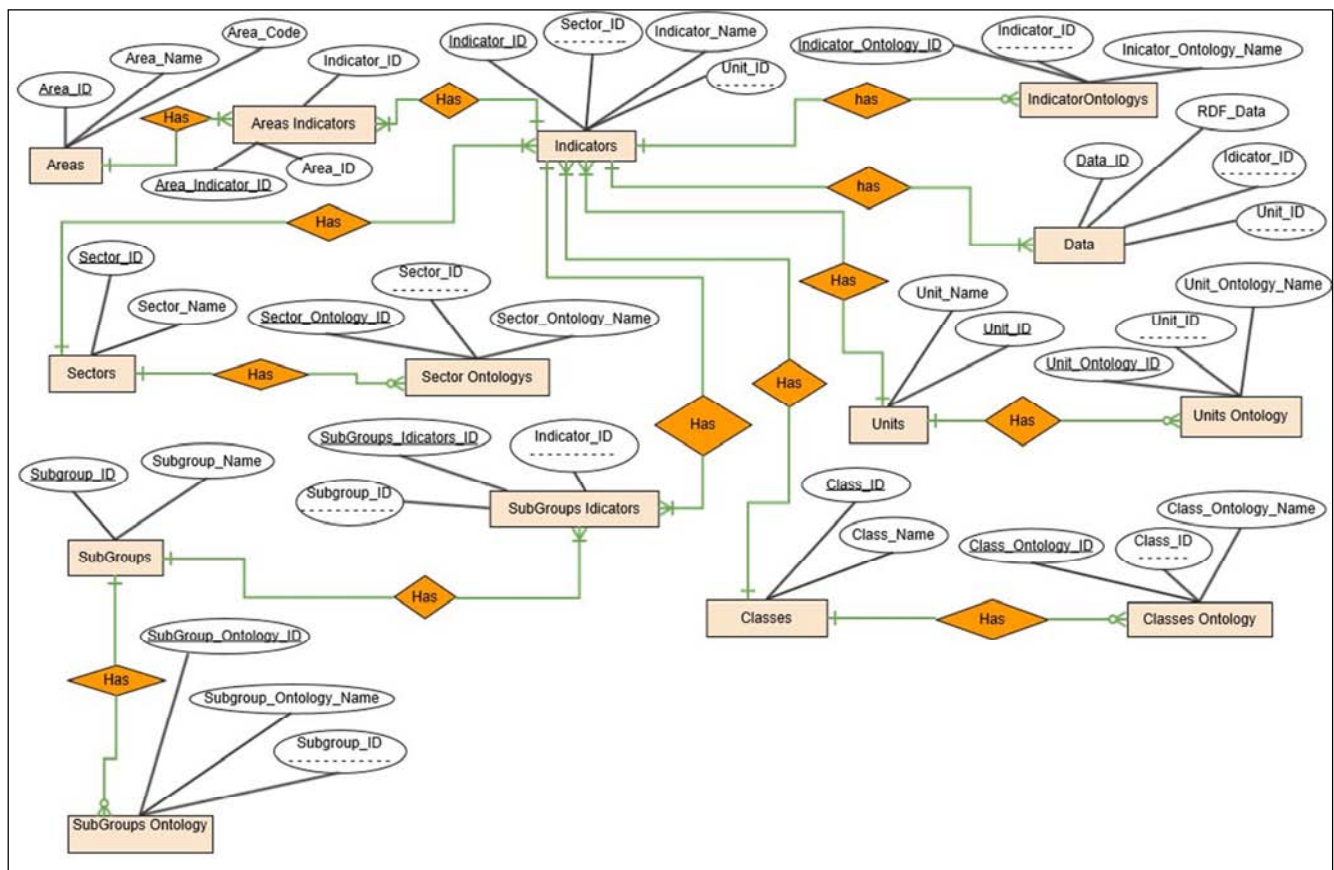 Area_Code
Area_Name
Area_ID
Has
Areas
Indicator_ID
Areas Indicators
Area_ID
Area_Indicator_ID
Has
Indicator_ID
Sector_ID
Indicator_Name
Unit_ID
Indicators
has
Indicator_Ontology_ID
Indicator_ID
Inicator_Ontology_Name
IndicatorOntologys
RDF_Data
Data_ID
Idicator_ID
Unit_ID
has
Data
Has
Sector_ID
Sector_Name
Sectors
Has
Sector_ID
Sector_Ontology_ID
Sector_Ontology_Name
Sector Ontologys
Has
Unit_Name
Unit_ID
Units
Has
Unit_Ontology_Name
Unit_ID
Unit_Ontology_ID
Units Ontology
Has
Has
SubGroups_Idicators_ID
Indicator_ID
Subgroup_ID
SubGroups Idicators
Subgroup_Name
Subgroup_ID
SubGroups
Has
Class_ID
Class_Name
Classes
Has
Class_Ontology_Name
Class_ID
Class_Ontology_ID
Classes Ontology
Has
SubGroup_Ontology_ID
Subgroup_Ontology_Name
Subgroup_ID
SubGroups Ontology